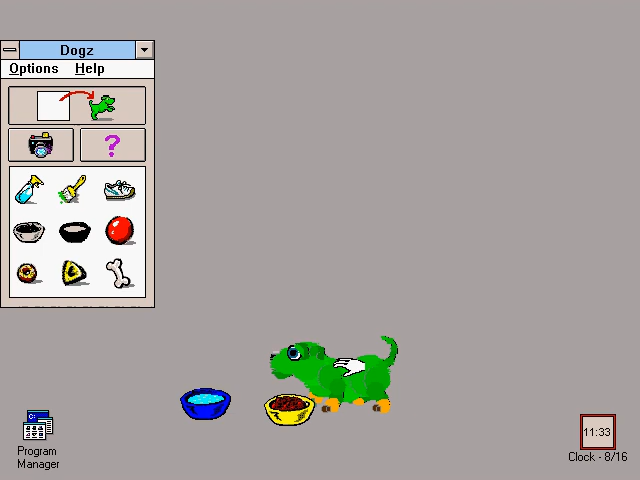 Dogz
Options Help
?
C:\
Program
Manager
11:33
Clock - 8/16